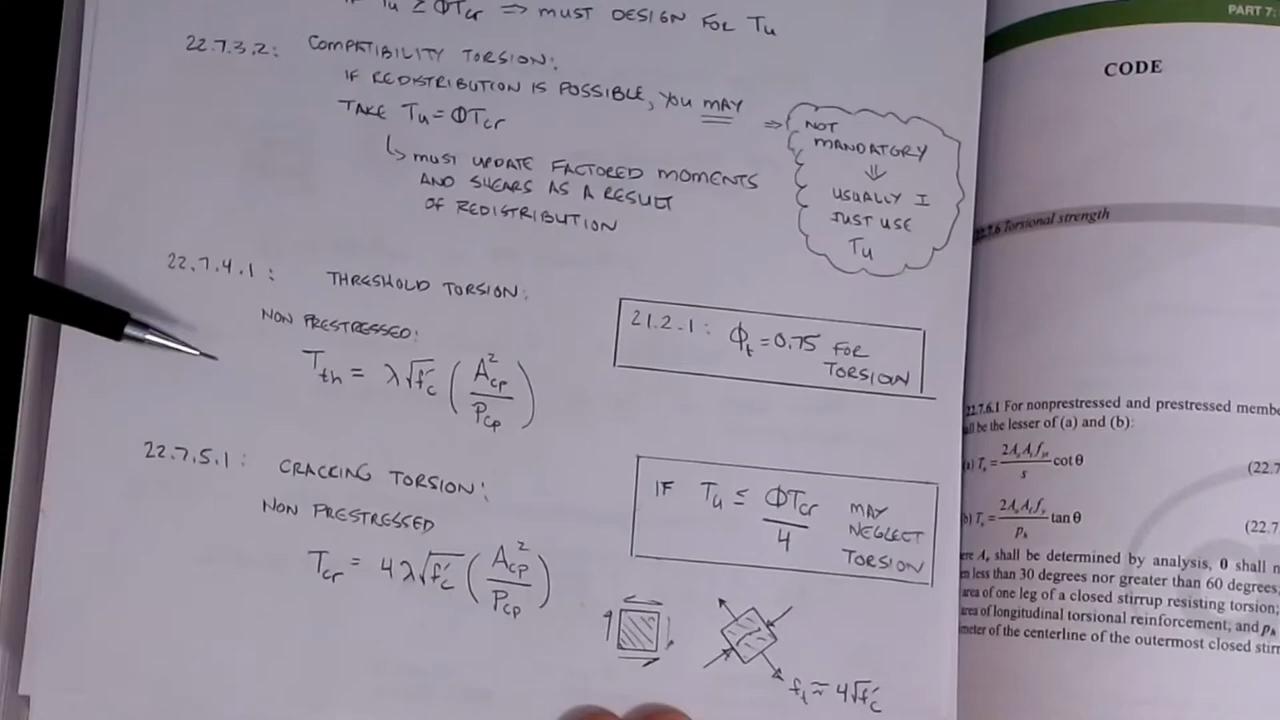 Tu ≥ ΦTcr ⇒ MUST DESIGN FOR Tu
22.7.3.2: COMPATIBILITY TORSION:
IF REDISTRIBUTION IS POSSIBLE, YOU MAY
TAKE Tu = ΦTcr
↳ MUST UPDATE FACTORED MOMENTS
AND SHEARS AS A RESULT
OF REDISTRIBUTION
⇒ NOT
MANDATORY
⇓
USUALLY I
JUST USE
Tu
22.7.4.1: THRESHOLD TORSION:
NON PRESTRESSED:
Tth = λ√f'c (A²cp / Pcp)
21.2.1: Φt = 0.75 FOR
TORSION
22.7.5.1: CRACKING TORSION:
NON PRESTRESSED
Tcr = 4λ√f'c (A²cp / Pcp)
IF Tu ≤ ΦTcr / 4 MAY
NEGLECT
TORSION
ft ≈ 4√f'c
PART 7:
CODE
22.7.6 Torsional strength
22.7.6.1 For nonprestressed and prestressed memb
all be the lesser of (a) and (b):
(a) Tn = 2AoAtfyt / s cot θ
(22.7
(b) Tn = 2AoAℓfy / ph tan θ
(22.7
ere Ao shall be determined by analysis, θ shall n
en less than 30 degrees nor greater than 60 degrees;
area of one leg of a closed stirrup resisting torsion;
area of longitudinal torsional reinforcement, and ph
meter of the centerline of the outermost closed stirr